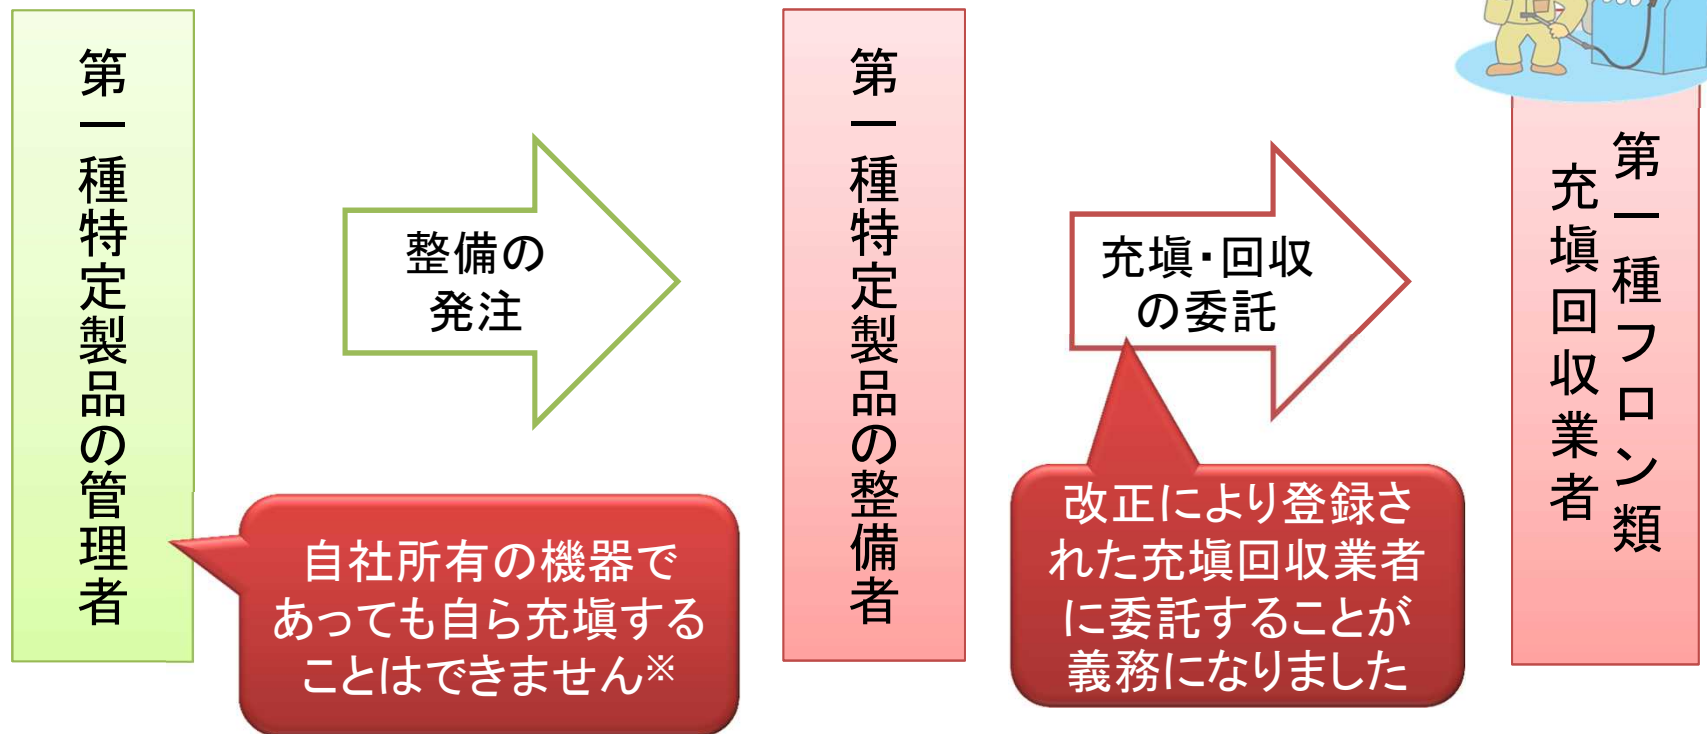 第一種特定製品の管理者
整備の
発注
自社所有の機器で
あっても自ら充塡する
ことはできません※
第一種特定製品の整備者
充塡・回収
の委託
改正により登録さ
れた充塡回収業者
に委託することが
義務になりました
第一種フロン類
充塡回収業者